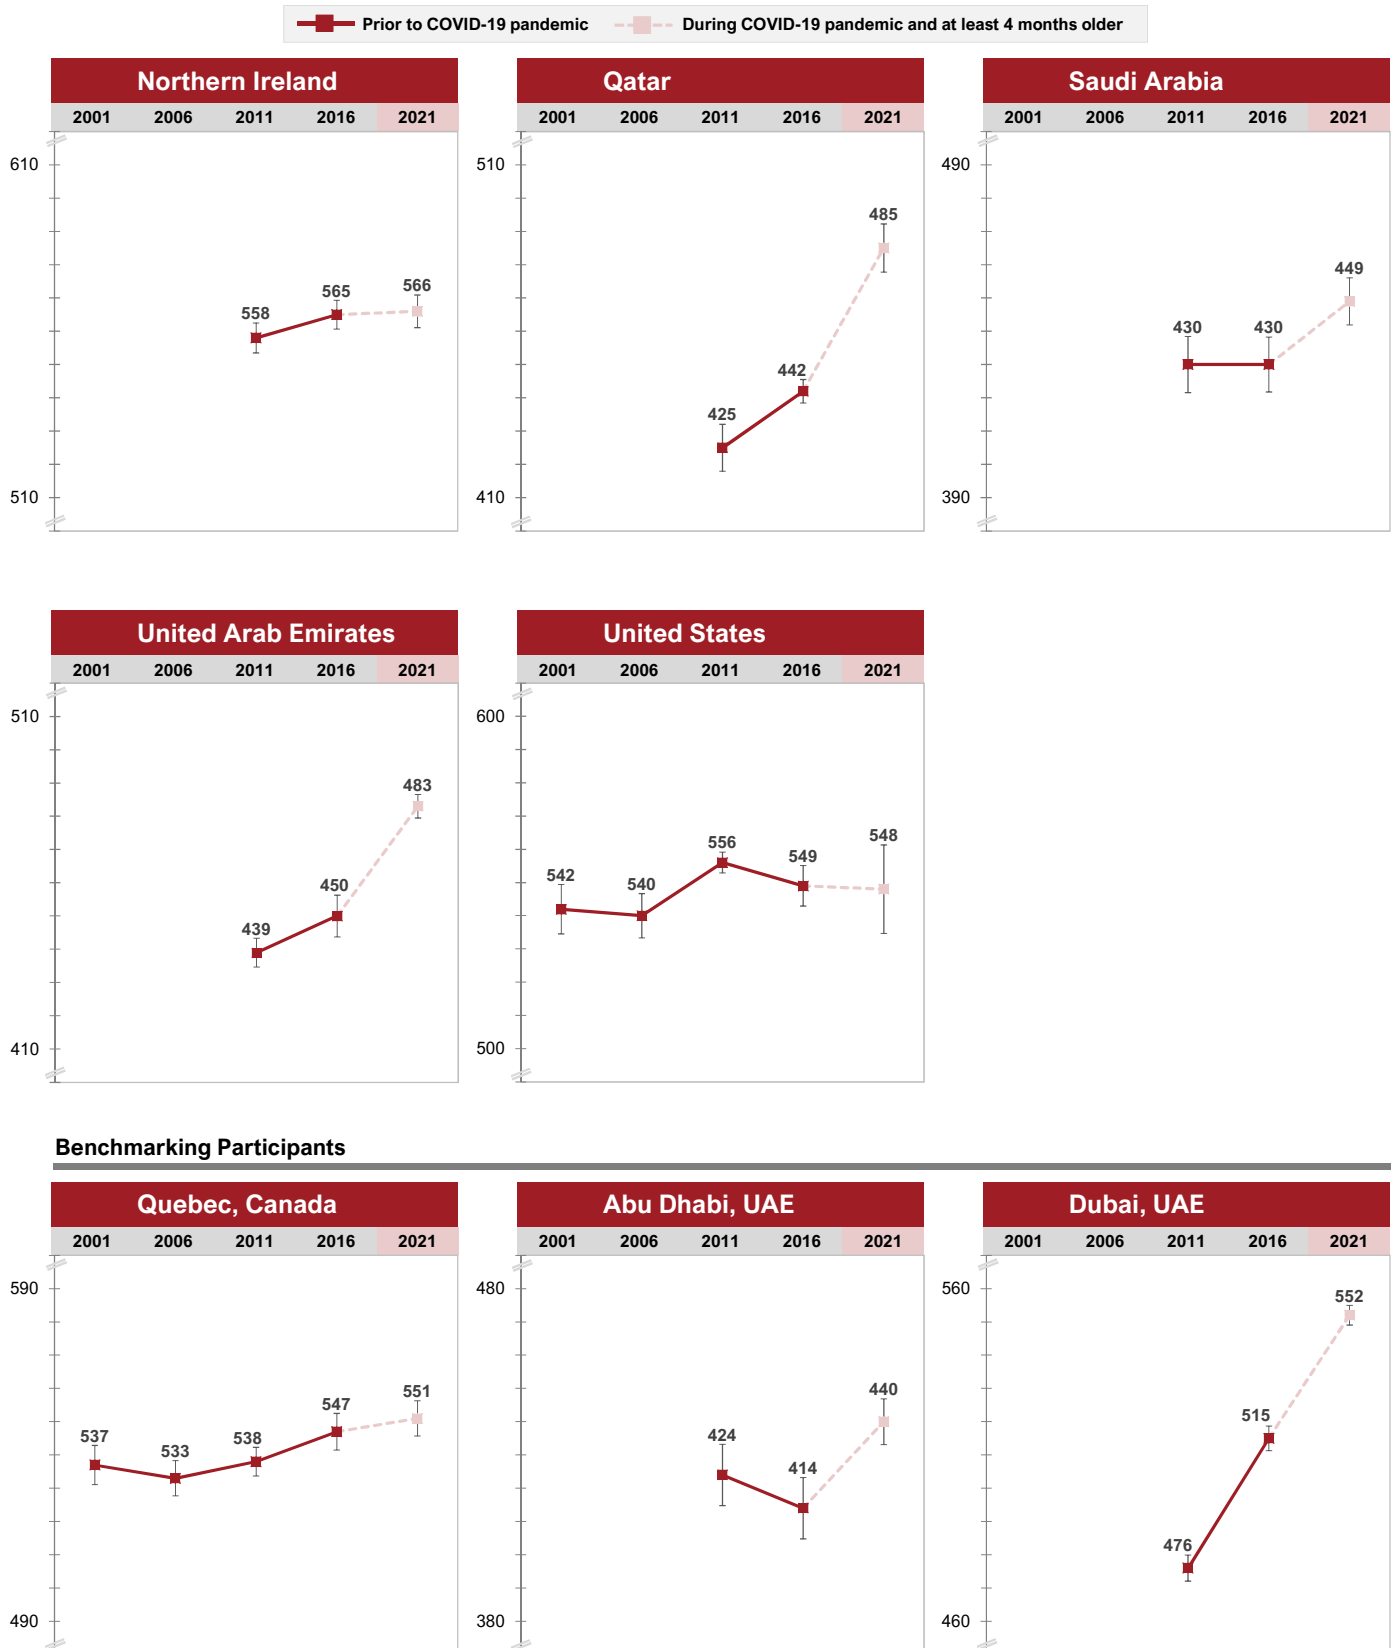 Prior to COVID-19 pandemic During COVID-19 pandemic and at least 4 months older
Northern Ireland
2001 2006 2011 2016 2021
610
558
565
566
510
Qatar
2001 2006 2011 2016 2021
510
485
442
425
410
Saudi Arabia
2001 2006 2011 2016 2021
490
449
430
430
390
United Arab Emirates
2001 2006 2011 2016 2021
510
483
450
439
410
United States
2001 2006 2011 2016 2021
600
542
540
556
549
548
500
Benchmarking Participants
Quebec, Canada
2001 2006 2011 2016 2021
590
537
533
538
547
551
490
Abu Dhabi, UAE
2001 2006 2011 2016 2021
480
424
414
440
380
Dubai, UAE
2001 2006 2011 2016 2021
560
552
515
476
460